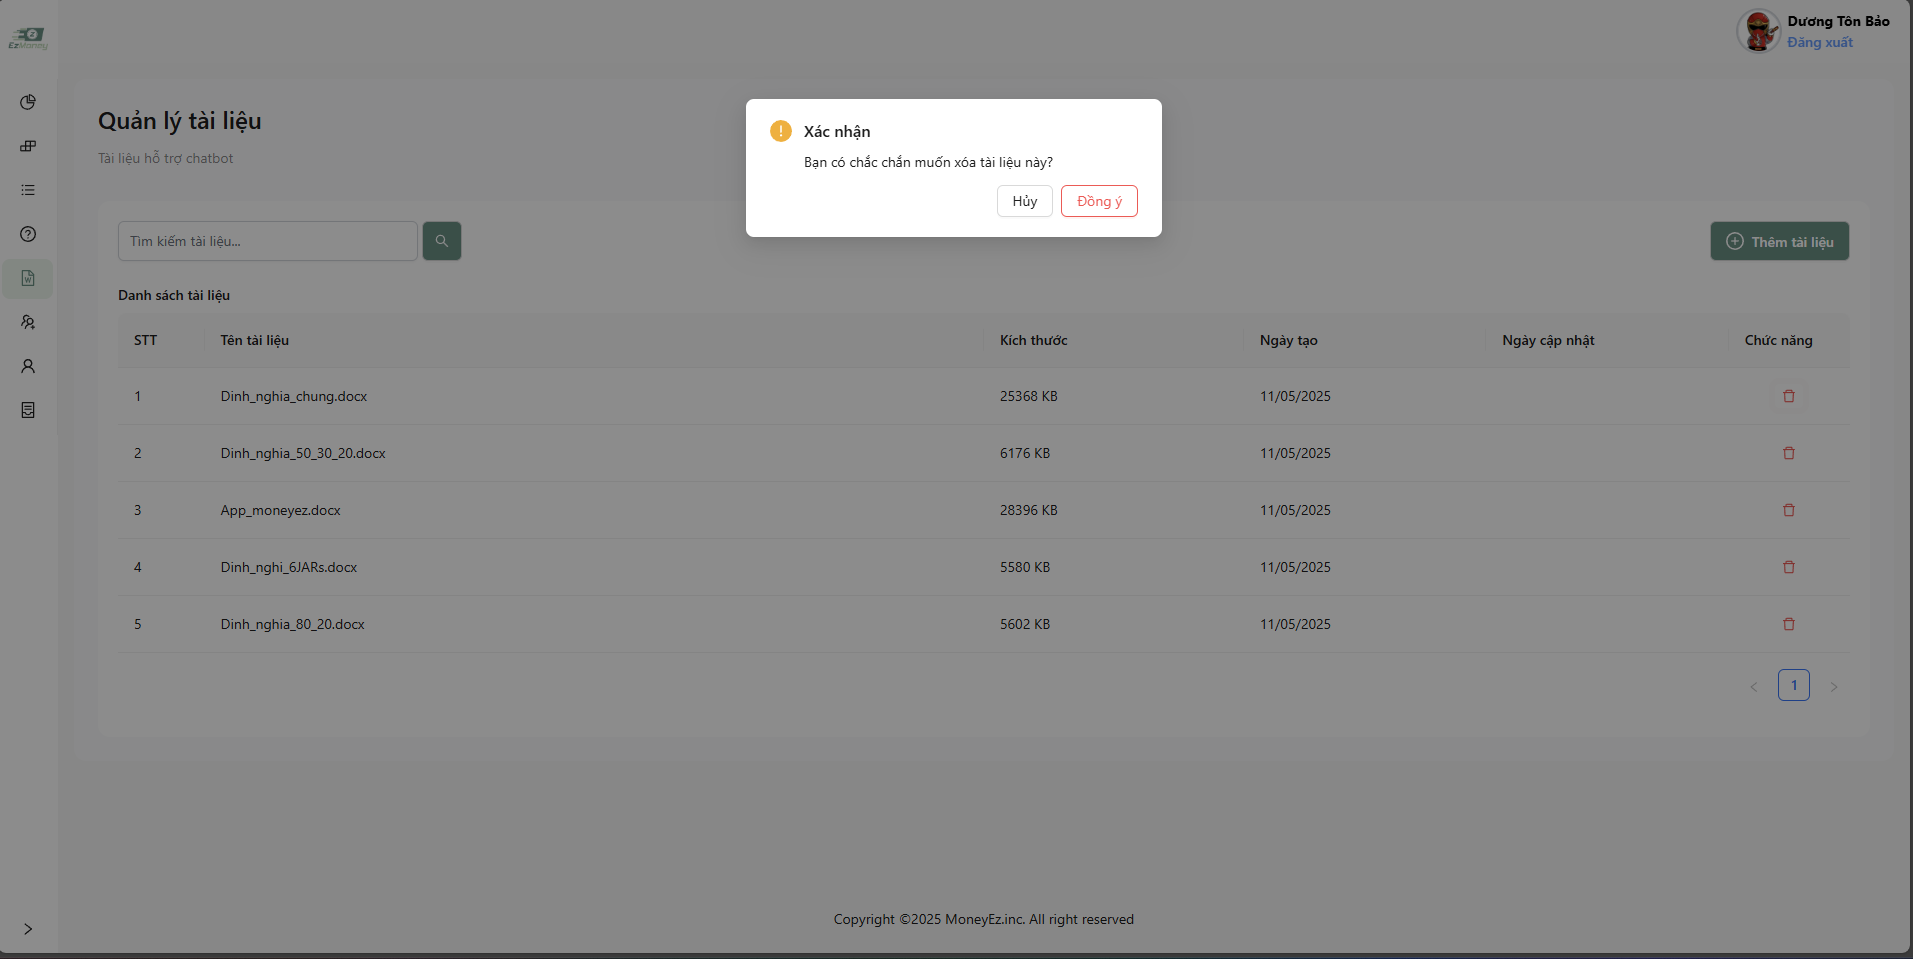 EzMoney
Dương Tôn Bảo
Đăng xuất
Quản lý tài liệu
Tài liệu hỗ trợ chatbot
Xác nhận
Bạn có chắc chắn muốn xóa tài liệu này?
Hủy Đồng ý
Tìm kiếm tài liệu...
Thêm tài liệu
Danh sách tài liệu
STT Tên tài liệu Kích thước Ngày tạo Ngày cập nhật Chức năng
1 Dinh_nghia_chung.docx 25368 KB 11/05/2025
2 Dinh_nghia_50_30_20.docx 6176 KB 11/05/2025
3 App_moneyez.docx 28396 KB 11/05/2025
4 Dinh_nghi_6JARs.docx 5580 KB 11/05/2025
5 Dinh_nghia_80_20.docx 5602 KB 11/05/2025
1
Copyright ©2025 MoneyEz.inc. All right reserved